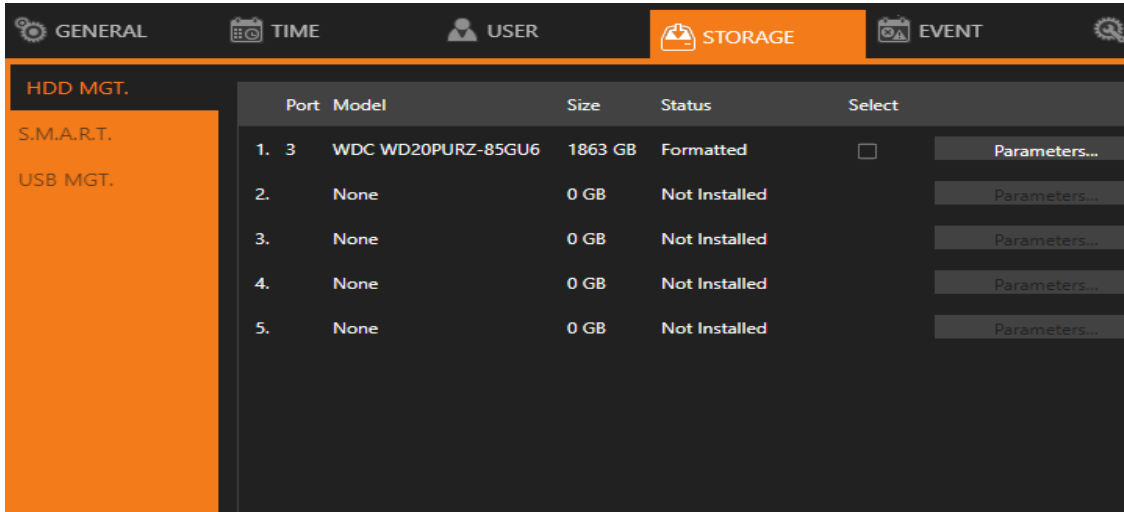 GENERAL TIME USER STORAGE EVENT
HDD MGT.
S.M.A.R.T.
USB MGT.
Port Model Size Status Select
1. 3 WDC WD20PURZ-85GU6 1863 GB Formatted Parameters...
2. None 0 GB Not Installed Parameters...
3. None 0 GB Not Installed Parameters...
4. None 0 GB Not Installed Parameters...
5. None 0 GB Not Installed Parameters...